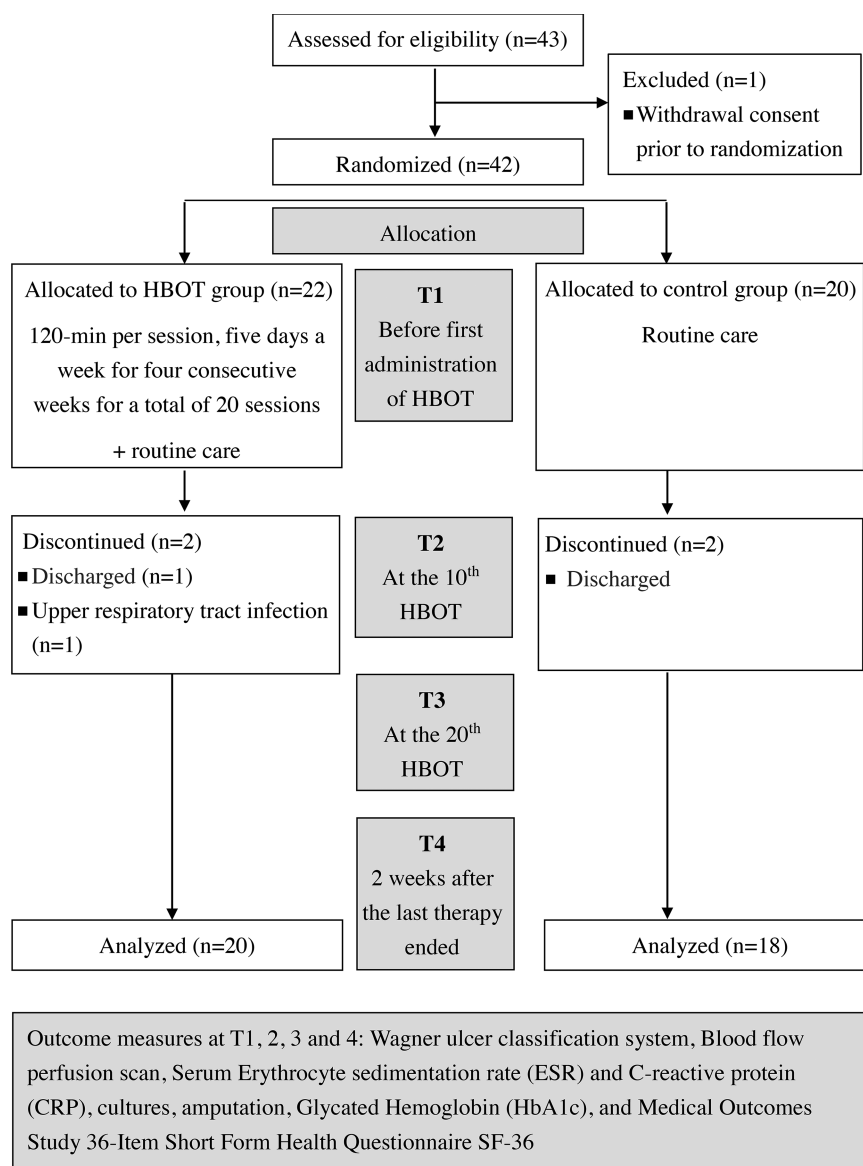 Assessed for eligibility (n=43)
Excluded (n=1)
■ Withdrawal consent
prior to randomization
Randomized (n=42)
Allocation
Allocated to HBOT group (n=22)
120-min per session, five days a
week for four consecutive
weeks for a total of 20 sessions
+ routine care
T1
Before first
administration
of HBOT
Allocated to control group (n=20)
Routine care
Discontinued (n=2)
■ Discharged (n=1)
■ Upper respiratory tract infection
(n=1)
T2
At the 10th
HBOT
Discontinued (n=2)
■ Discharged
T3
At the 20th
HBOT
T4
2 weeks after
the last therapy
ended
Analyzed (n=20)
Analyzed (n=18)
Outcome measures at T1, 2, 3 and 4: Wagner ulcer classification system, Blood flow
perfusion scan, Serum Erythrocyte sedimentation rate (ESR) and C-reactive protein
(CRP), cultures, amputation, Glycated Hemoglobin (HbA1c), and Medical Outcomes
Study 36-Item Short Form Health Questionnaire SF-36